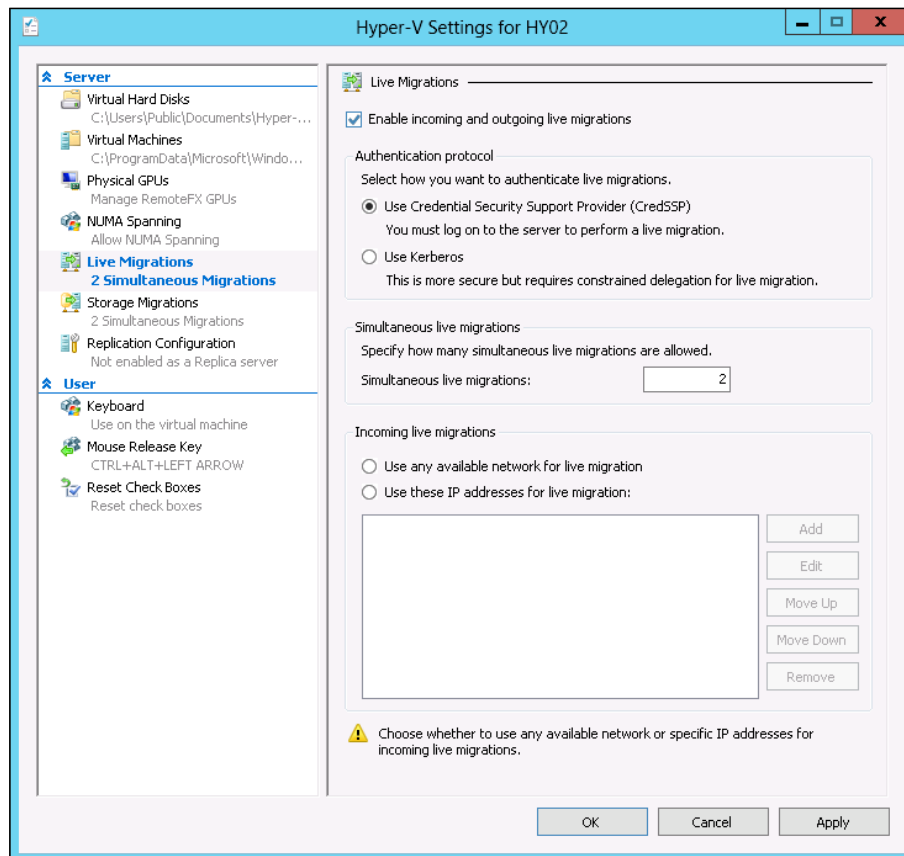 Hyper-V Settings for HY02
Server
Virtual Hard Disks
C:\Users\Public\Documents\Hyper-...
Virtual Machines
C:\ProgramData\Microsoft\Windo...
Physical GPUs
Manage RemoteFX GPUs
NUMA Spanning
Allow NUMA Spanning
Live Migrations
2 Simultaneous Migrations
Storage Migrations
2 Simultaneous Migrations
Replication Configuration
Not enabled as a Replica server
User
Keyboard
Use on the virtual machine
Mouse Release Key
CTRL+ALT+LEFT ARROW
Reset Check Boxes
Reset check boxes
Live Migrations
Enable incoming and outgoing live migrations
Authentication protocol
Select how you want to authenticate live migrations.
Use Credential Security Support Provider (CredSSP)
You must log on to the server to perform a live migration.
Use Kerberos
This is more secure but requires constrained delegation for live migration.
Simultaneous live migrations
Specify how many simultaneous live migrations are allowed.
Simultaneous live migrations: 2
Incoming live migrations
Use any available network for live migration
Use these IP addresses for live migration:
Add
Edit
Move Up
Move Down
Remove
Choose whether to use any available network or specific IP addresses for
incoming live migrations.
OK Cancel Apply